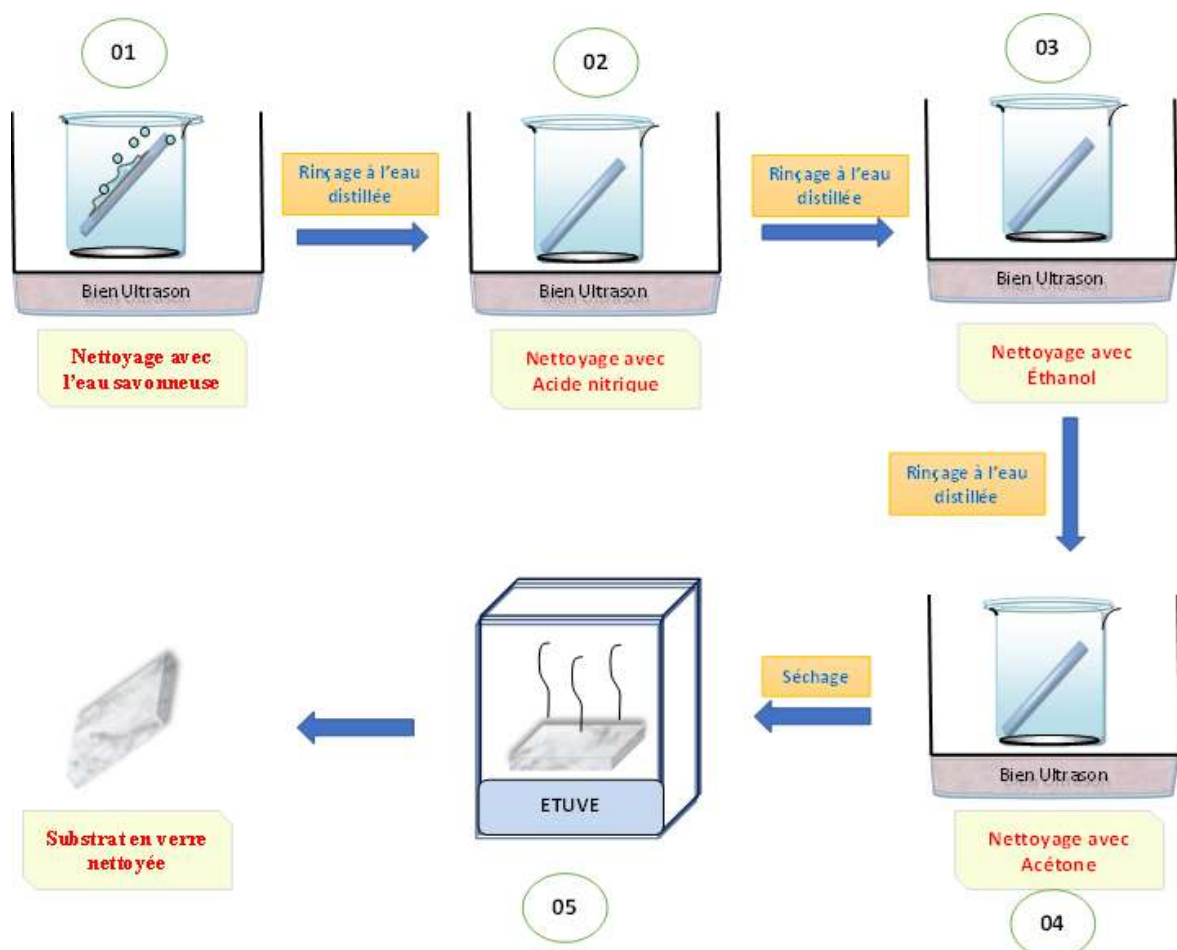 01
02
03
Rinçage à l'eau
distillée
Rinçage à l'eau
distillée
Bien Ultrason
Bien Ultrason
Bien Ultrason
Nettoyage avec
l'eau savonneuse
Nettoyage avec
Acide nitrique
Nettoyage avec
Éthanol
Rinçage à l'eau
distillée
Séchage
Bien Ultrason
ETUVE
Substrat en verre
nettoyée
Nettoyage avec
Acétone
05
04